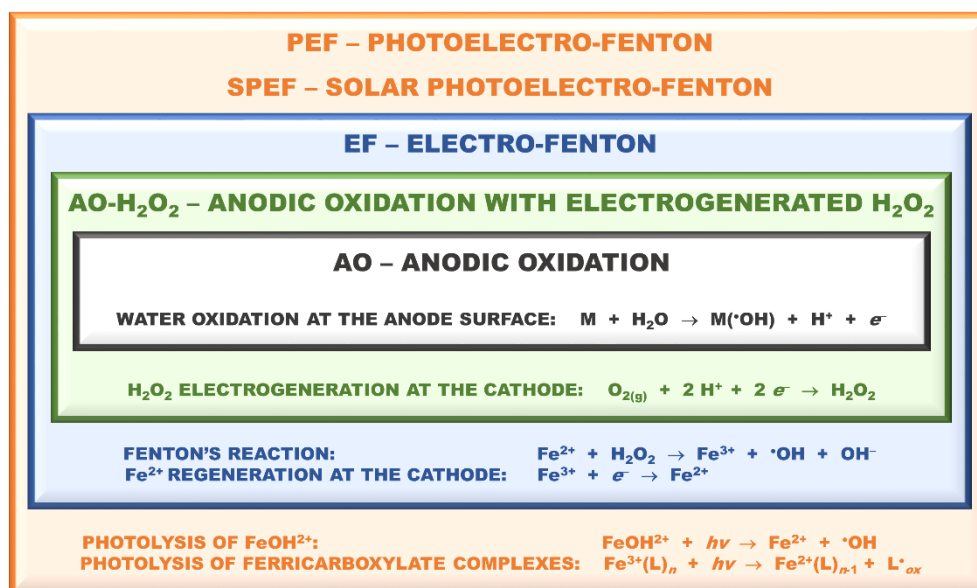 PEF – PHOTOELECTRO-FENTON
SPEF – SOLAR PHOTOELECTRO-FENTON
EF – ELECTRO-FENTON
AO-H₂O₂ – ANODIC OXIDATION WITH ELECTROGENERATED H₂O₂
AO – ANODIC OXIDATION
WATER OXIDATION AT THE ANODE SURFACE: M + H₂O → M(•OH) + H⁺ + e⁻
H₂O₂ ELECTROGENERATION AT THE CATHODE: O₂₍g₎ + 2 H⁺ + 2 e⁻ → H₂O₂
FENTON'S REACTION: Fe²⁺ + H₂O₂ → Fe³⁺ + •OH + OH⁻
Fe²⁺ REGENERATION AT THE CATHODE: Fe³⁺ + e⁻ → Fe²⁺
PHOTOLYSIS OF FeOH²⁺: FeOH²⁺ + hν → Fe²⁺ + •OH
PHOTOLYSIS OF FERRICARBOXYLATE COMPLEXES: Fe³⁺(L)ₙ + hν → Fe²⁺(L)ₙ₋₁ + L•ₒₓ